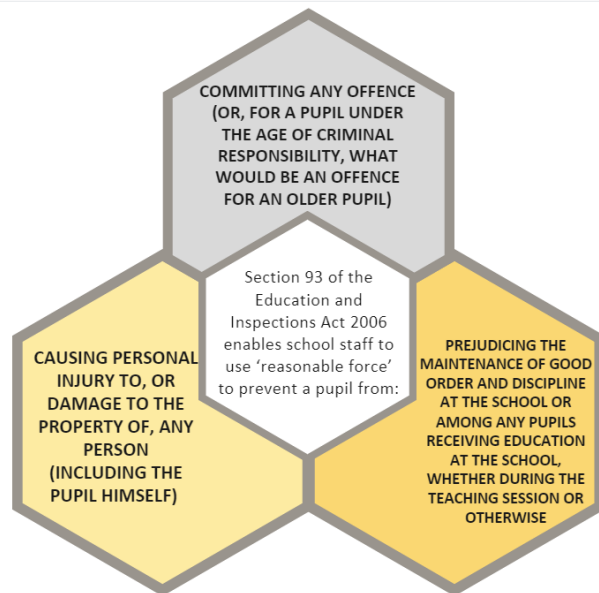 COMMITTING ANY OFFENCE
(OR, FOR A PUPIL UNDER
THE AGE OF CRIMINAL
RESPONSIBILITY, WHAT
WOULD BE AN OFFENCE
FOR AN OLDER PUPIL)
Section 93 of the
Education and
Inspections Act 2006
enables school staff to
use ‘reasonable force’
to prevent a pupil from:
CAUSING PERSONAL
INJURY TO, OR
DAMAGE TO THE
PROPERTY OF, ANY
PERSON
(INCLUDING THE
PUPIL HIMSELF)
PREJUDICING THE
MAINTENANCE OF GOOD
ORDER AND DISCIPLINE
AT THE SCHOOL OR
AMONG ANY PUPILS
RECEIVING EDUCATION
AT THE SCHOOL,
WHETHER DURING THE
TEACHING SESSION OR
OTHERWISE